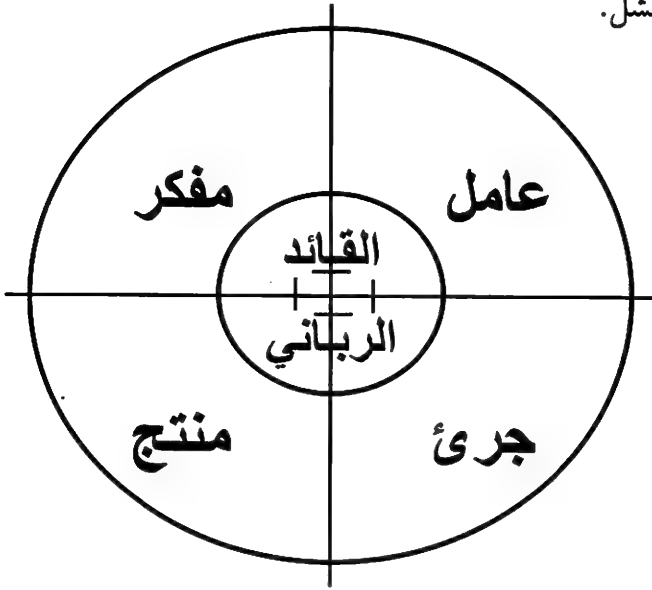 عامل
مفكر
القائد
الرباني
جرئ
منتج